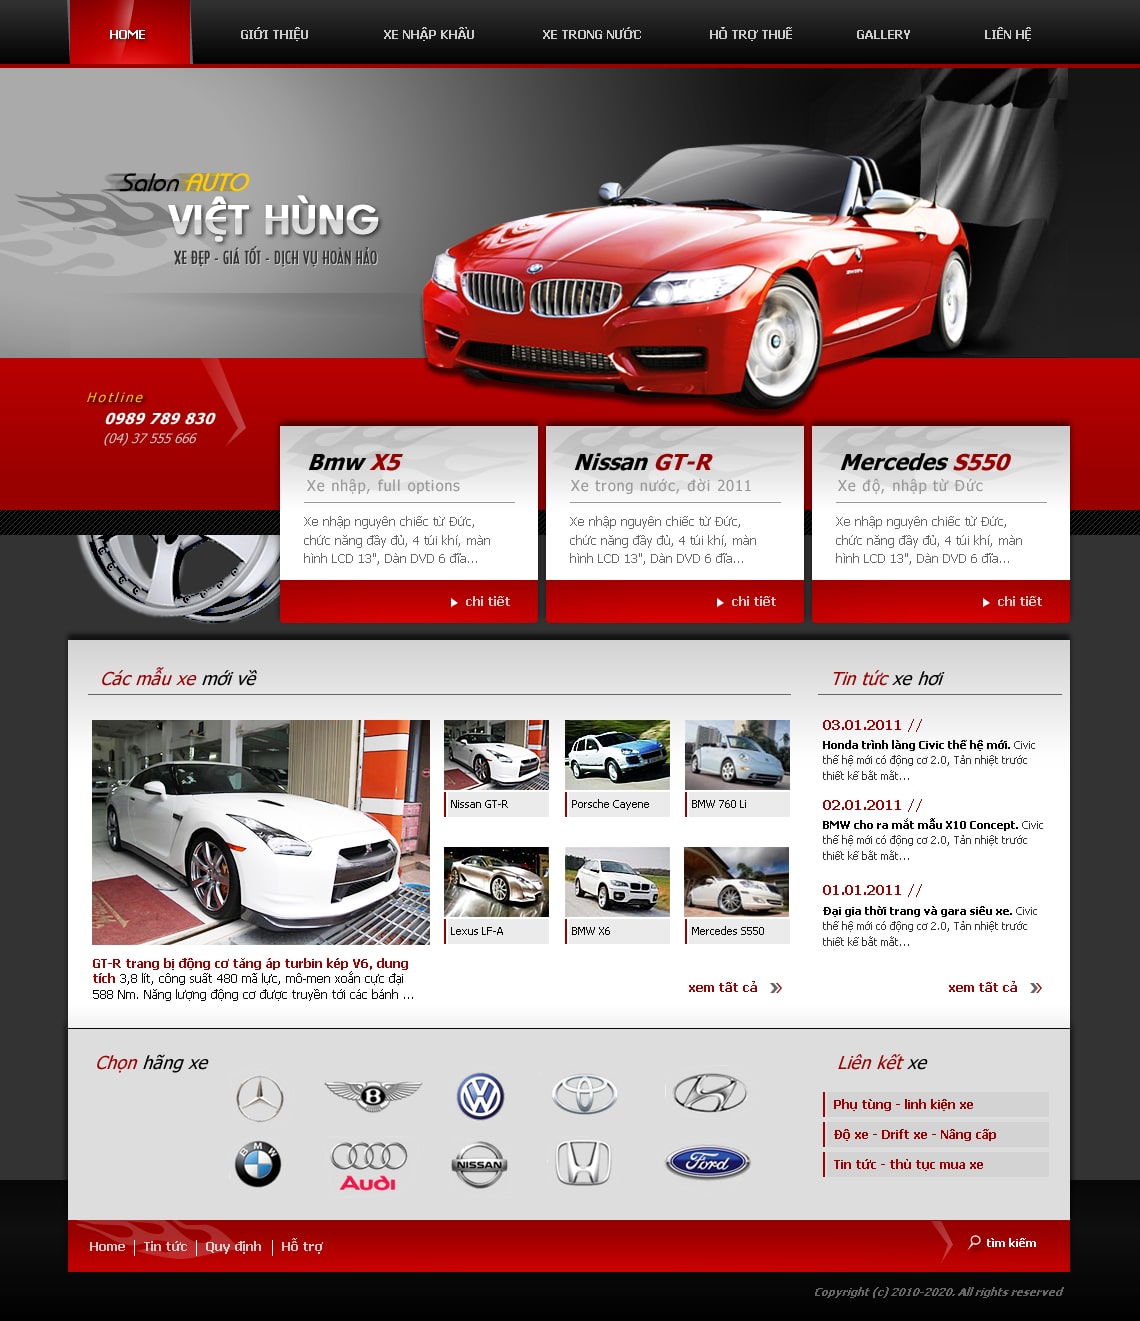 HOME
GIỚI THIỆU
XE NHẬP KHẨU
XE TRONG NƯỚC
HỖ TRỢ THUẾ
GALLERY
LIÊN HỆ
Salon AUTO
VIỆT HÙNG
XE ĐẸP - GIÁ TỐT - DỊCH VỤ HOÀN HẢO
Hotline
0989 789 830
(04) 37 555 666
Bmw X5
Xe nhập, full options
Xe nhập nguyên chiếc từ Đức,
chức năng đầy đủ, 4 túi khí, màn
hình LCD 13", Dàn DVD 6 đĩa...
chi tiết
Nissan GT-R
Xe trong nước, đời 2011
Xe nhập nguyên chiếc từ Đức,
chức năng đầy đủ, 4 túi khí, màn
hình LCD 13", Dàn DVD 6 đĩa...
chi tiết
Mercedes S550
Xe độ, nhập từ Đức
Xe nhập nguyên chiếc từ Đức,
chức năng đầy đủ, 4 túi khí, màn
hình LCD 13", Dàn DVD 6 đĩa...
chi tiết
Các mẫu xe mới về
Nissan GT-R
Porsche Cayene
BMW 760 Li
Lexus LF-A
BMW X6
Mercedes S550
GT-R trang bị động cơ tăng áp turbin kép V6, dung
tích 3,8 lít, công suất 480 mã lực, mô-men xoắn cực đại
588 Nm. Năng lượng động cơ được truyền tới các bánh ...
xem tất cả
Tin tức xe hơi
03.01.2011 //
Honda trình làng Civic thế hệ mới. Civic
thế hệ mới có động cơ 2.0, Tản nhiệt trước
thiết kế bắt mắt...
02.01.2011 //
BMW cho ra mắt mẫu X10 Concept. Civic
thế hệ mới có động cơ 2.0, Tản nhiệt trước
thiết kế bắt mắt...
01.01.2011 //
Đại gia thời trang và gara siêu xe. Civic
thế hệ mới có động cơ 2.0, Tản nhiệt trước
thiết kế bắt mắt...
xem tất cả
Chọn hãng xe
B
BMW
Audi
NISSAN
Ford
Liên kết xe
Phụ tùng - linh kiện xe
Độ xe - Drift xe - Nâng cấp
Tin tức - thủ tục mua xe
Home
Tin tức
Quy định
Hỗ trợ
tìm kiếm
Copyright (c) 2010-2020. All rights reserved